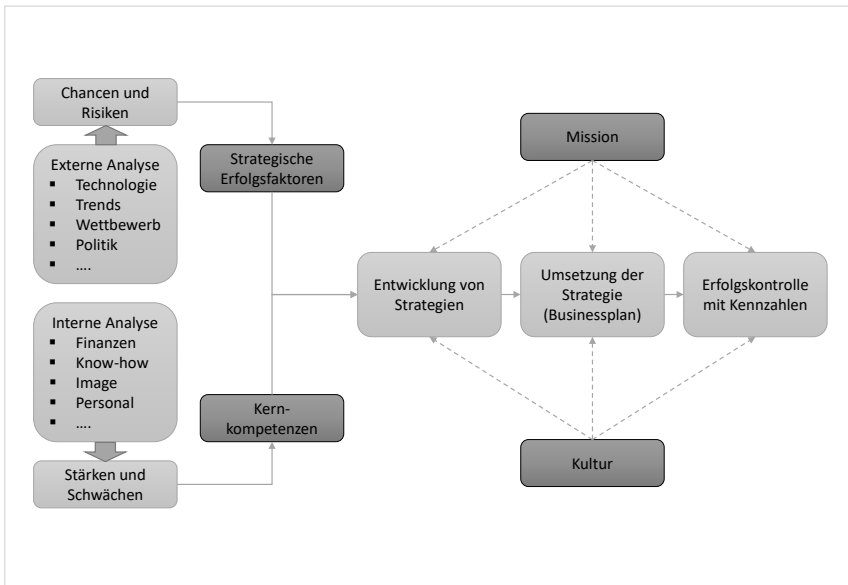 Chancen und
Risiken
Externe Analyse
▪ Technologie
▪ Trends
▪ Wettbewerb
▪ Politik
▪ ….
Interne Analyse
▪ Finanzen
▪ Know-how
▪ Image
▪ Personal
▪ ….
Stärken und
Schwächen
Strategische
Erfolgsfaktoren
Kern-
kompetenzen
Mission
Entwicklung von
Strategien
Umsetzung der
Strategie
(Businessplan)
Erfolgskontrolle
mit Kennzahlen
Kultur